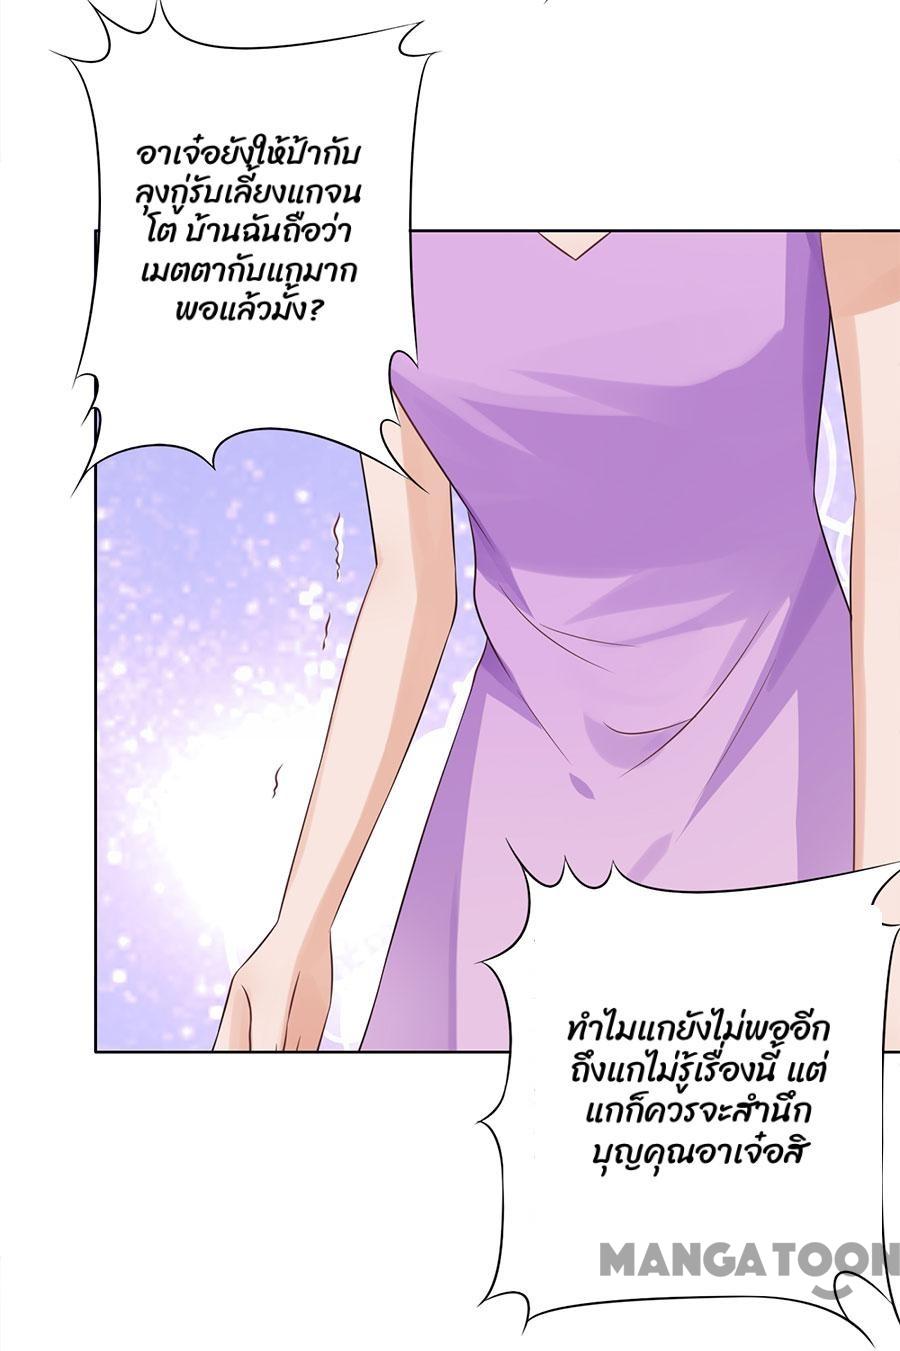 อาเจ๋อยังให้ป้ากับ
ลุงกู่รับเลี้ยงแกจน
โต บ้านฉันถือว่า
เมตตากับแกมาก
พอแล้วมั้ง?
ทำไมแกยังไม่พออีก
ถึงแกไม่รู้เรื่องนี้ แต่
แกก็ควรจะสำนึก
บุญคุณอาเจ๋อสิ
MANGATOON